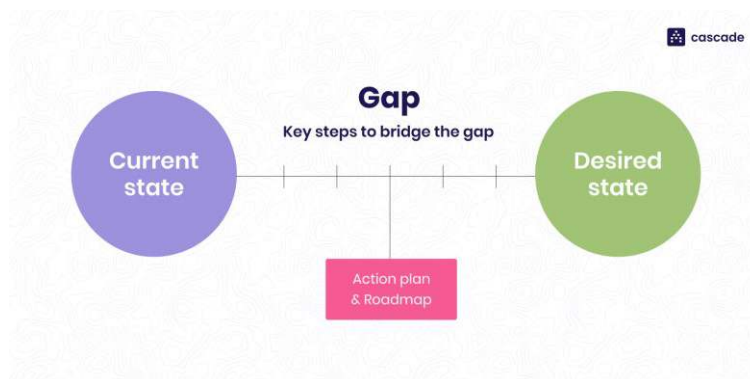 cascade
Gap
Key steps to bridge the gap
Current
state
Desired
state
Action plan
& Roadmap